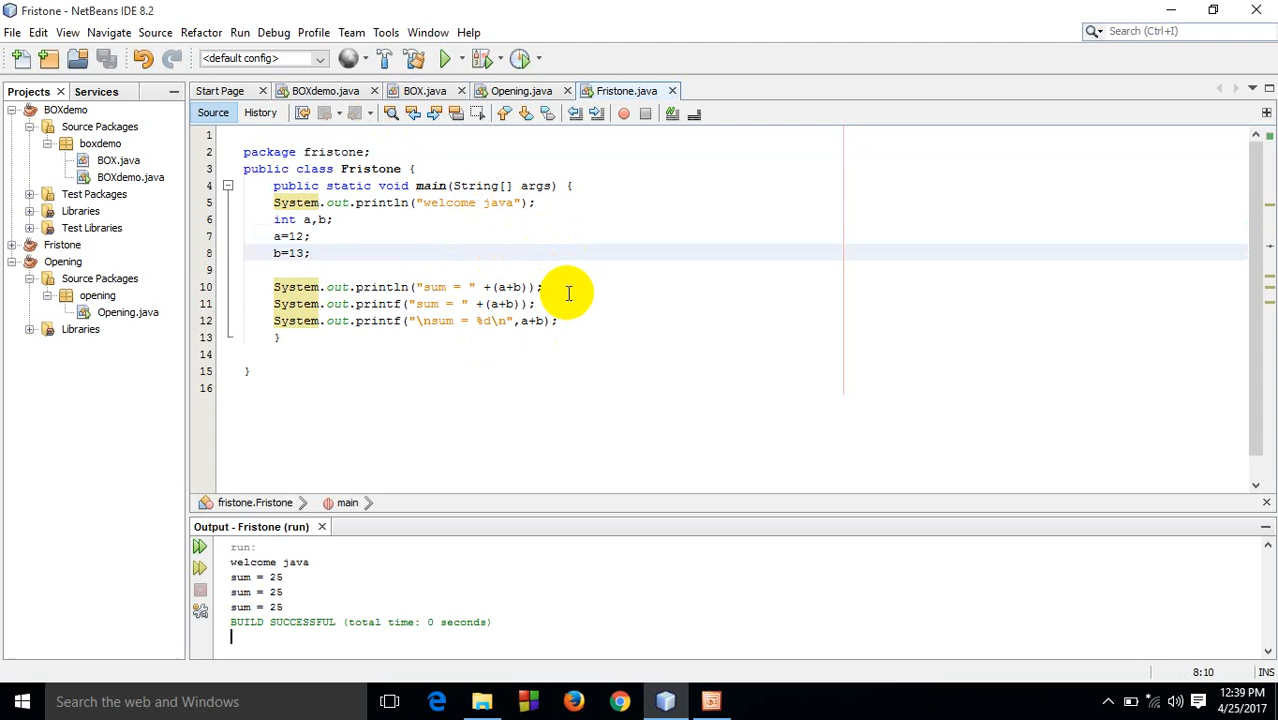 Fristone - NetBeans IDE 8.2
File Edit View Navigate Source Refactor Run Debug Profile Team Tools Window Help
Search (Ctrl+I)
<default config>
Projects Services
Start Page BOXdemo.java BOX.java Opening.java Fristone.java
Source History
BOXdemo
Source Packages
boxdemo
BOX.java
BOXdemo.java
Test Packages
Libraries
Test Libraries
Fristone
Opening
Source Packages
opening
Opening.java
Libraries
1
2 package fristone;
3 public class Fristone {
4 public static void main(String[] args) {
5 System.out.println("welcome java");
6 int a,b;
7 a=12;
8 b=13;
9
10 System.out.println("sum = " +(a+b));
11 System.out.printf("sum = " +(a+b));
12 System.out.printf("\nsum = %d\n",a+b);
13 }
14
15 }
16
fristone.Fristone main
Output - Fristone (run)
run:
welcome java
sum = 25
sum = 25
sum = 25
BUILD SUCCESSFUL (total time: 0 seconds)
8:10 INS
Search the web and Windows
12:39 PM
4/25/2017